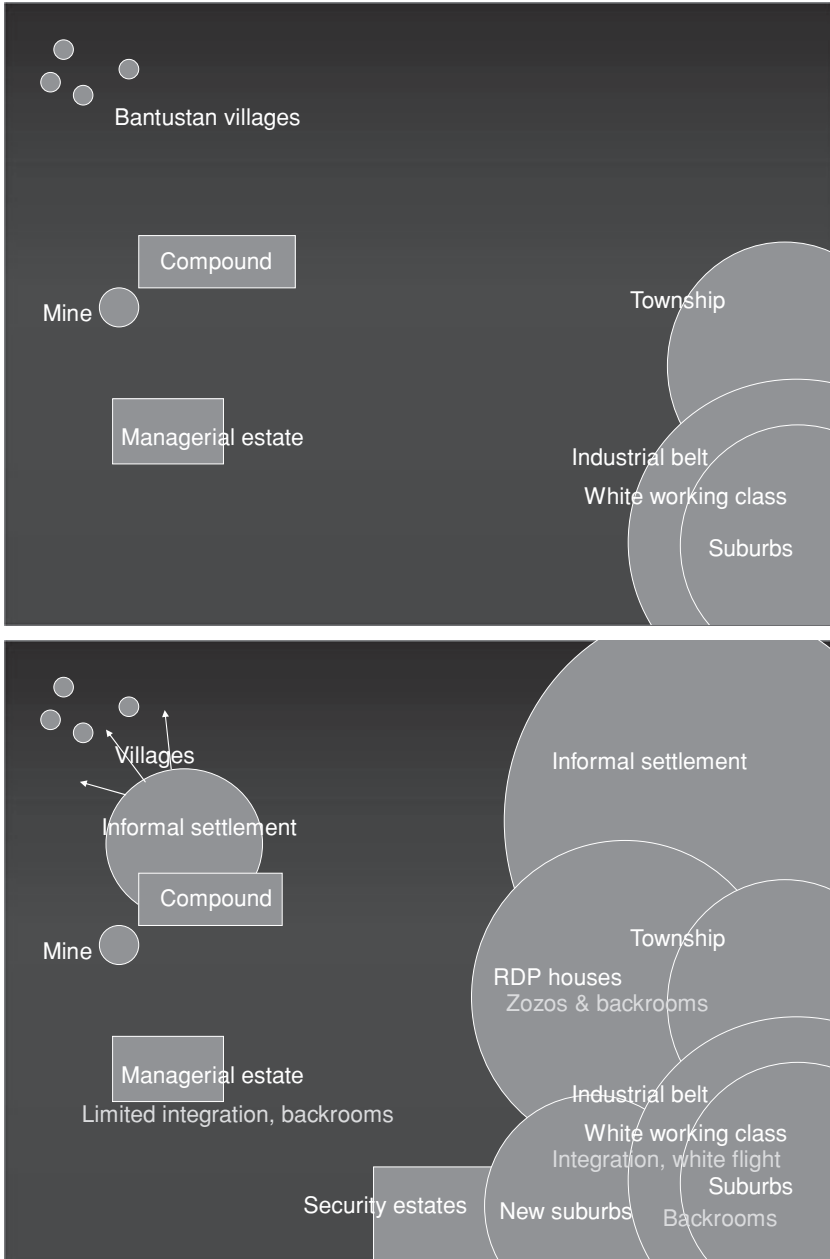 Bantustan villages
Compound
Mine
Township
Managerial estate
Industrial belt
White working class
Suburbs
Villages
Informal settlement
Informal settlement
Compound
Mine
Township
RDP houses
Zozos & backrooms
Managerial estate
Limited integration, backrooms
Industrial belt
White working class
Integration, white flight
Suburbs
Security estates
New suburbs
Backrooms